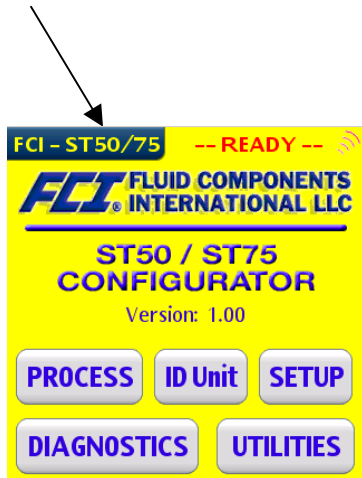 FCI - ST50/75 -- READY --
FCI® FLUID COMPONENTS
INTERNATIONAL LLC
ST50 / ST75
CONFIGURATOR
Version: 1.00
PROCESS ID Unit SETUP
DIAGNOSTICS UTILITIES